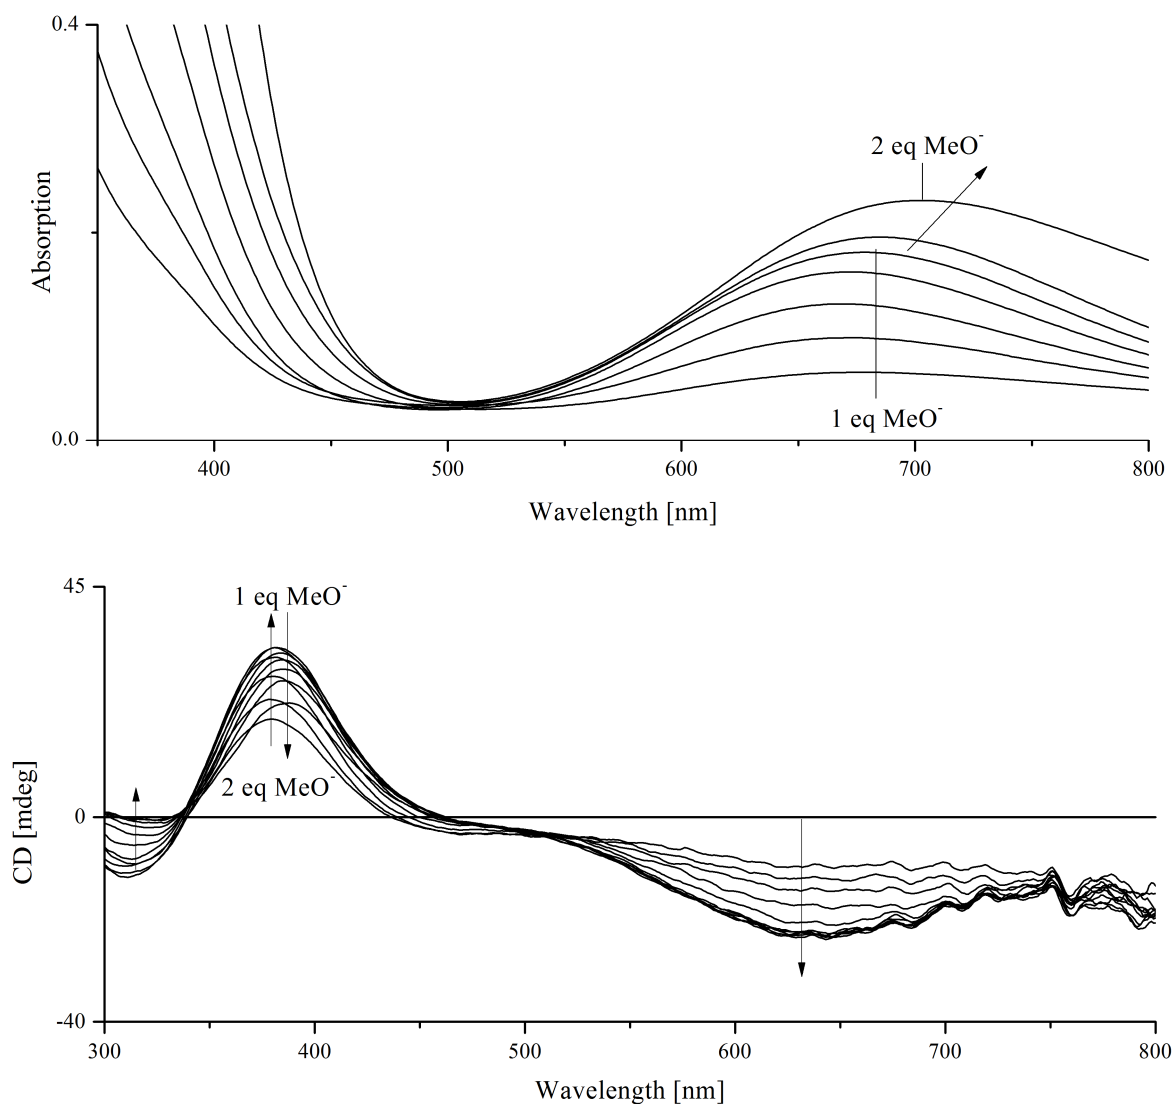 0.4
Absorption
2 eq MeO⁻
1 eq MeO⁻
0.0
400 500 600 700 800
Wavelength [nm]
45
1 eq MeO⁻
2 eq MeO⁻
0
CD [mdeg]
-40
300 400 500 600 700 800
Wavelength [nm]